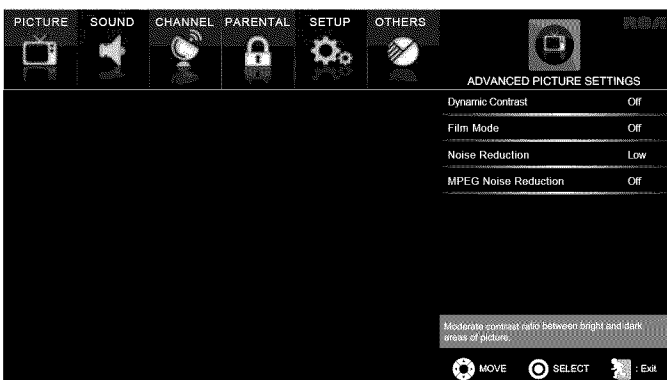 PICTURE SOUND CHANNEL PARENTAL SETUP OTHERS
RCA
ADVANCED PICTURE SETTINGS
Dynamic Contrast Off
Film Mode Off
Noise Reduction Low
MPEG Noise Reduction Off
Moderate contrast ratio between bright and dark
areas of picture.
MOVE SELECT : Exit